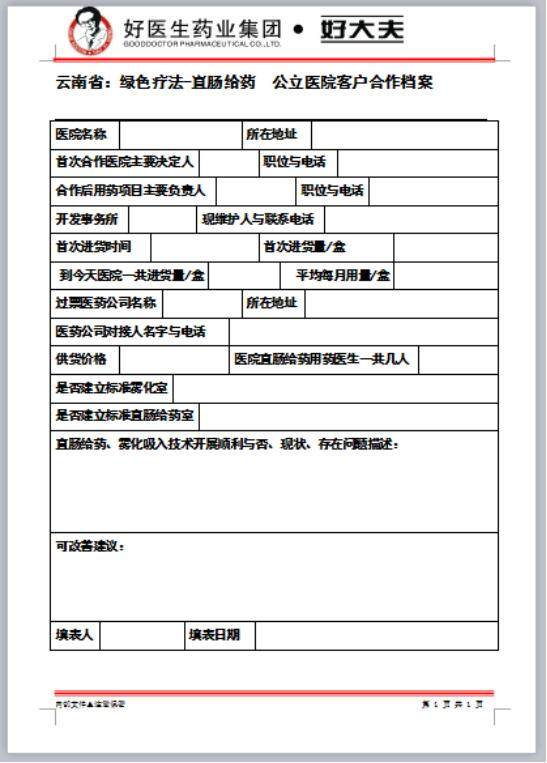 好医生药业集团 • 好大夫
GOODDOCTOR PHARMACEUTICAL CO.,LTD.
云南省：绿色疗法-直肠给药 公立医院客户合作档案
医院名称 所在地址
首次合作医院主要决定人 职位与电话
合作后用药项目主要负责人 职位与电话
开发事务所 现维护人与联系电话
首次进货时间 首次进货量/盒
到今天医院一共进货量/盒 平均每月用量/盒
过票医药公司名称 所在地址
医药公司对接人名字与电话
供货价格 医院直肠给药用药医生一共几人
是否建立标准雾化室
是否建立标准直肠给药室
直肠给药、雾化吸入技术开展顺利与否、现状、存在问题描述：
可改善建议：
填表人 填表日期
内部文件▲注意保密 第 1 页 共 1 页